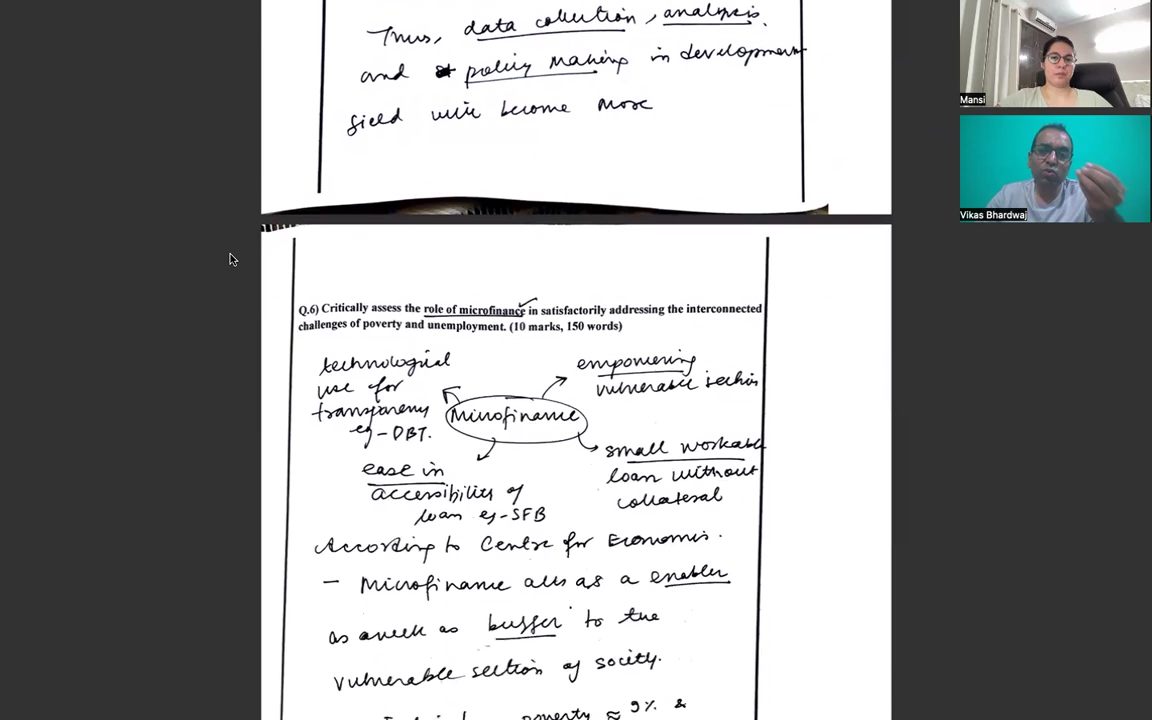 Thus, data collection, analysis.
and policy making in development
field will become more
Q.6) Critically assess the role of microfinance in satisfactorily addressing the interconnected
challenges of poverty and unemployment. (10 marks, 150 words)
technological
use for
transparency
eg-DBT.
Microfinance
empowering
vulnerable section
small workable
loan without
collateral
ease in
accessibility of
loan eg-SFB
According to Centre for Economis.
- Microfinance acts as a enabler
as well as buffer to the
vulnerable section of socity.
poverty ≈ 9% &
Mansi
Vikas Bhardwaj